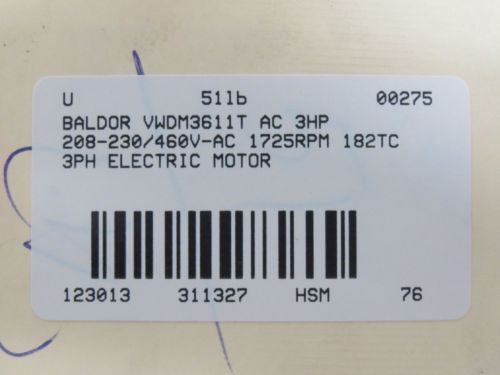 U 51lb 00275
BALDOR VWDM3611T AC 3HP
208-230/460V-AC 1725RPM 182TC
3PH ELECTRIC MOTOR
123013 311327 HSM 76